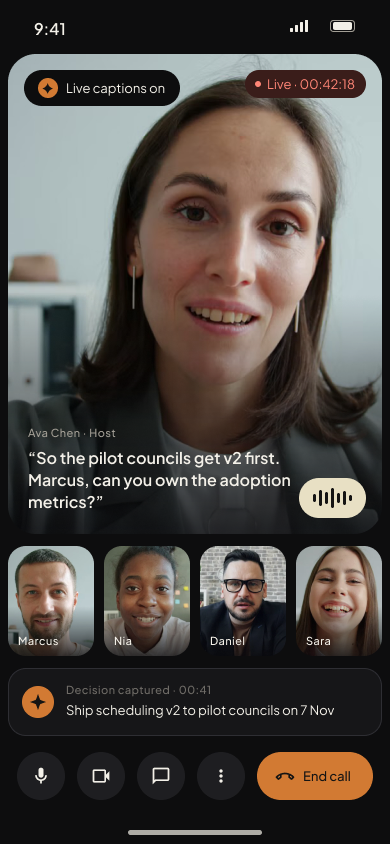 9:41
Live captions on
Live · 00:42:18
Ava Chen · Host
“So the pilot councils get v2 first.
Marcus, can you own the adoption
metrics?”
Marcus
Nia
Daniel
Sara
Decision captured · 00:41
Ship scheduling v2 to pilot councils on 7 Nov
End call